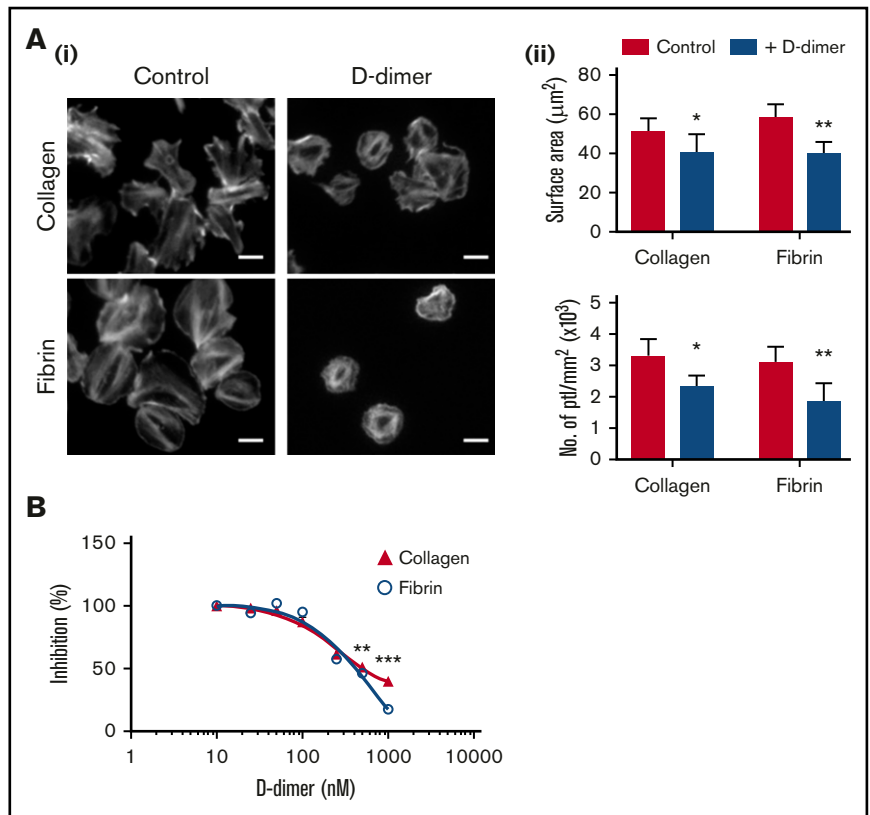 A
(i)
Control
D-dimer
Collagen
Fibrin
(ii)
Control
+ D-dimer
Surface area (μm²)
80
60
40
20
0
*
**
Collagen
Fibrin
No. of ptl/mm² (x10³)
5
4
3
2
1
0
*
**
Collagen
Fibrin
B
Inhibition (%)
150
100
50
0
Collagen
Fibrin
**
***
1
10
100
1000
10000
D-dimer (nM)